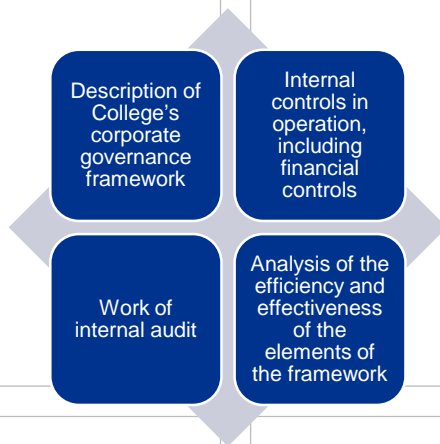 Description of
College's
corporate
governance
framework
Internal
controls in
operation,
including
financial
controls
Work of
internal audit
Analysis of the
efficiency and
effectiveness
of the
elements of
the framework